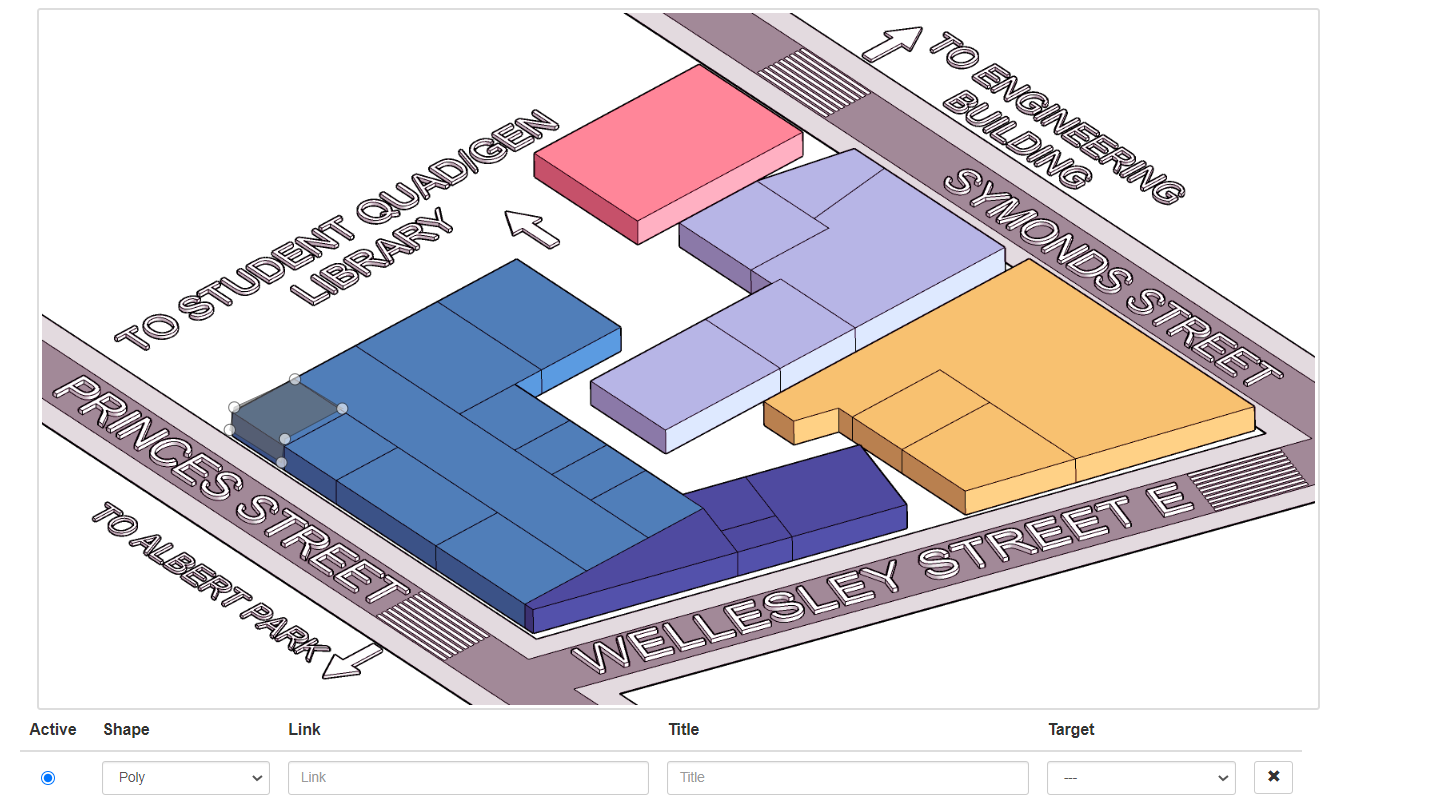 TO ENGINEERING
BUILDING
TO STUDENT QUAD/GEN
LIBRARY
SYMONDS STREET
PRINCES STREET
TO ALBERT PARK
WELLESLEY STREET E
Active Shape Link Title Target
Poly Link Title ---